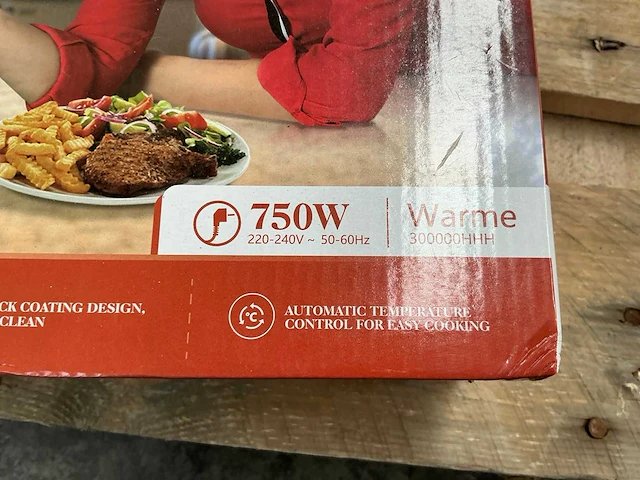 750W
220-240V ~ 50-60Hz
Warme
300000HHH
CK COATING DESIGN,
CLEAN
°C
AUTOMATIC TEMPERATURE
CONTROL FOR EASY COOKING